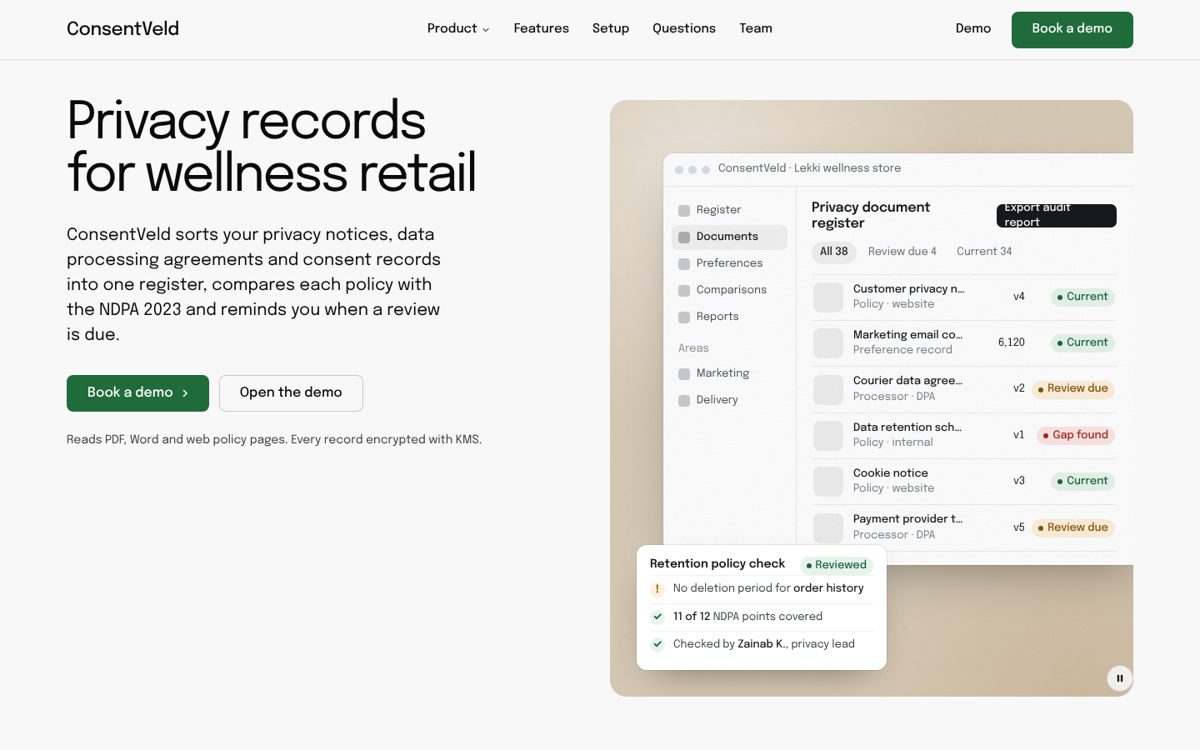 ConsentVeld
Product
Features
Setup
Questions
Team
Demo
Book a demo
Privacy records
for wellness retail
ConsentVeld sorts your privacy notices, data
processing agreements and consent records
into one register, compares each policy with
the NDPA 2023 and reminds you when a review
is due.
Book a demo
Open the demo
Reads PDF, Word and web policy pages. Every record encrypted with KMS.
ConsentVeld · Lekki wellness store
Register
Documents
Preferences
Comparisons
Reports
Areas
Marketing
Delivery
Privacy document
register
Export audit
report
All 38
Review due 4
Current 34
Customer privacy n…
Policy · website
v4
Current
Marketing email co…
Preference record
6,120
Current
Courier data agree…
Processor · DPA
v2
Review due
Data retention sch…
Policy · internal
v1
Gap found
Cookie notice
Policy · website
v3
Current
Payment provider t…
Processor · DPA
v5
Review due
Retention policy check
Reviewed
! No deletion period for order history
11 of 12 NDPA points covered
Checked by Zainab K., privacy lead